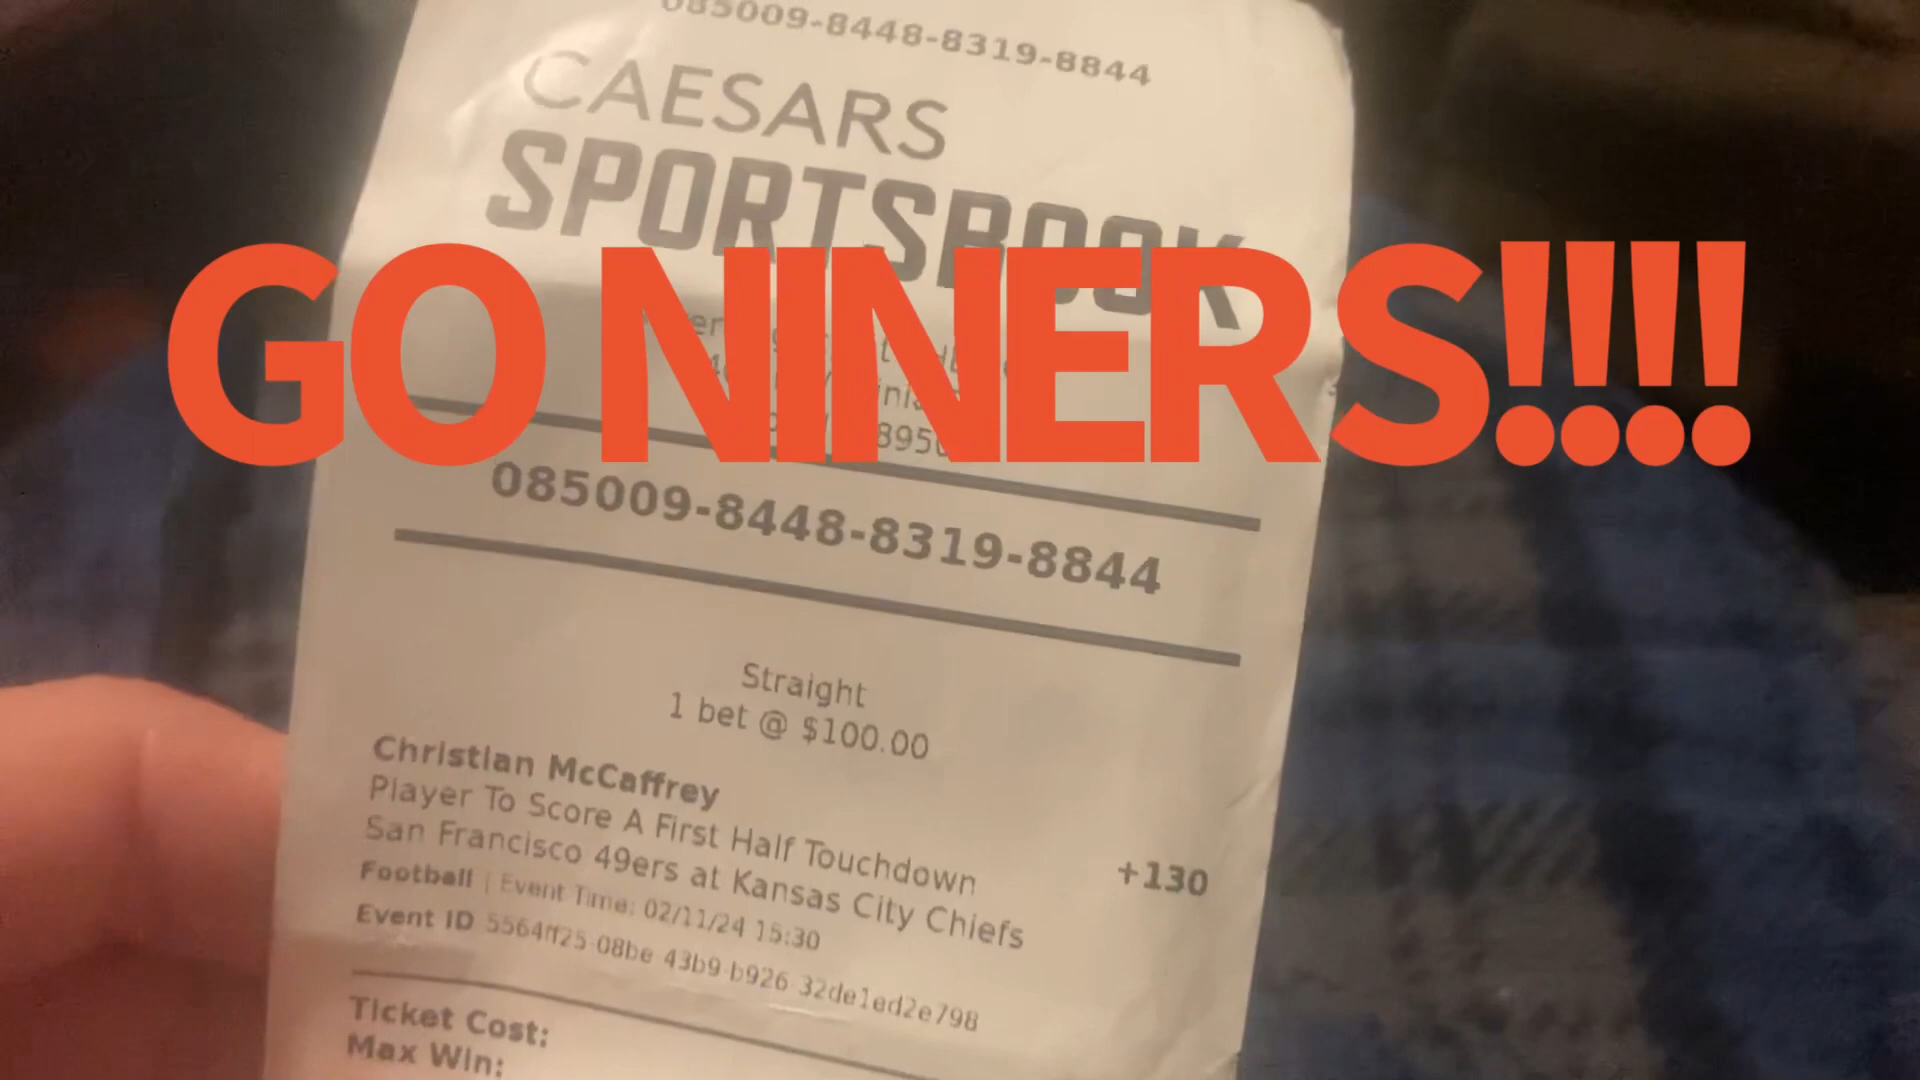 085009-8448-8319-8844
CAESARS
SPORTSBOOK
GO NINERS!!!!
085009-8448-8319-8844
Straight
1 bet @ $100.00
Christian McCaffrey
Player To Score A First Half Touchdown +130
San Francisco 49ers at Kansas City Chiefs
Football | Event Time: 02/11/24 15:30
Event ID 5564ff25-08be-43b9-b926-32de1ed2e798
Ticket Cost:
Max Win: